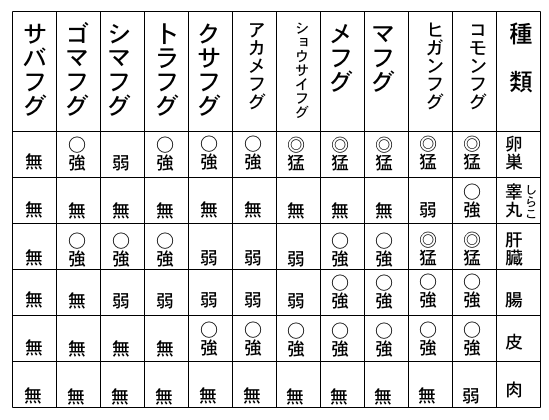 種類 コモンフグ ヒガンフグ マフグ メフグ ショウサイフグ アカメフグ クサフグ トラフグ シマフグ ゴマフグ サバフグ
卵巣 ◎猛 ◎猛 ◎猛 ◎猛 ◎猛 ○強 ○強 ○強 弱 ○強 無
睾丸 しらこ ○強 弱 無 無 無 無 無 無 無 無 無
肝臓 ◎猛 ◎猛 ○強 ○強 弱 弱 弱 ○強 ○強 ○強 無
腸 ○強 ○強 ○強 ○強 弱 弱 弱 弱 弱 無 無
皮 ○強 ○強 ○強 ○強 ○強 ○強 ○強 無 無 無 無
肉 弱 無 無 無 無 無 無 無 無 無 無